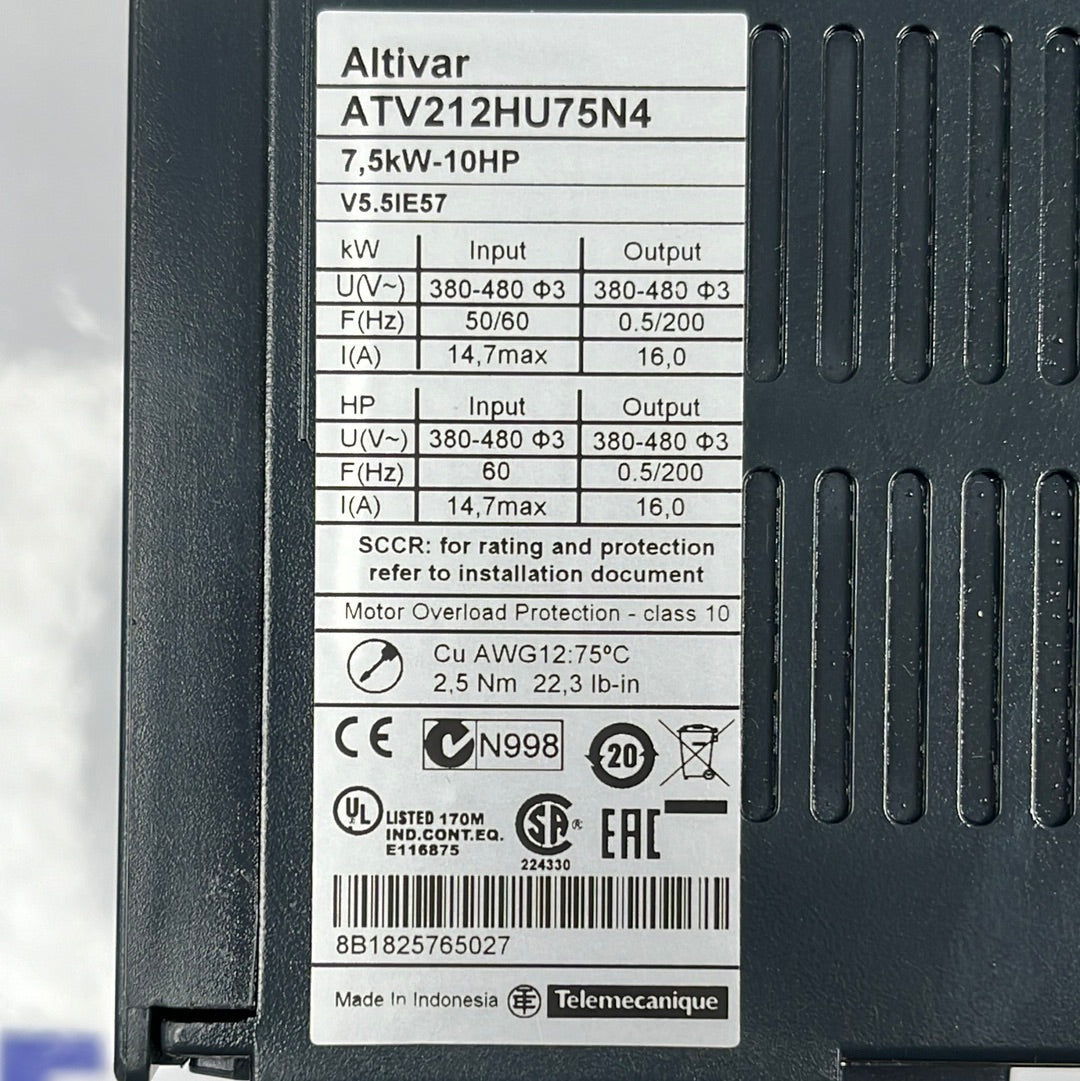 Altivar
ATV212HU75N4
7,5kW-10HP
V5.5IE57
kW Input Output
U(V~) 380-480 Φ3 380-480 Φ3
F(Hz) 50/60 0.5/200
I(A) 14,7max 16,0
HP Input Output
U(V~) 380-480 Φ3 380-480 Φ3
F(Hz) 60 0.5/200
I(A) 14,7max 16,0
SCCR: for rating and protection
refer to installation document
Motor Overload Protection - class 10
Cu AWG12:75ºC
2,5 Nm 22,3 lb-in
CE N998 20
UL LISTED 170M
IND.CONT.EQ.
E116875
SA ®
224330
EAC
8B1825765027
Made In Indonesia Telemecanique